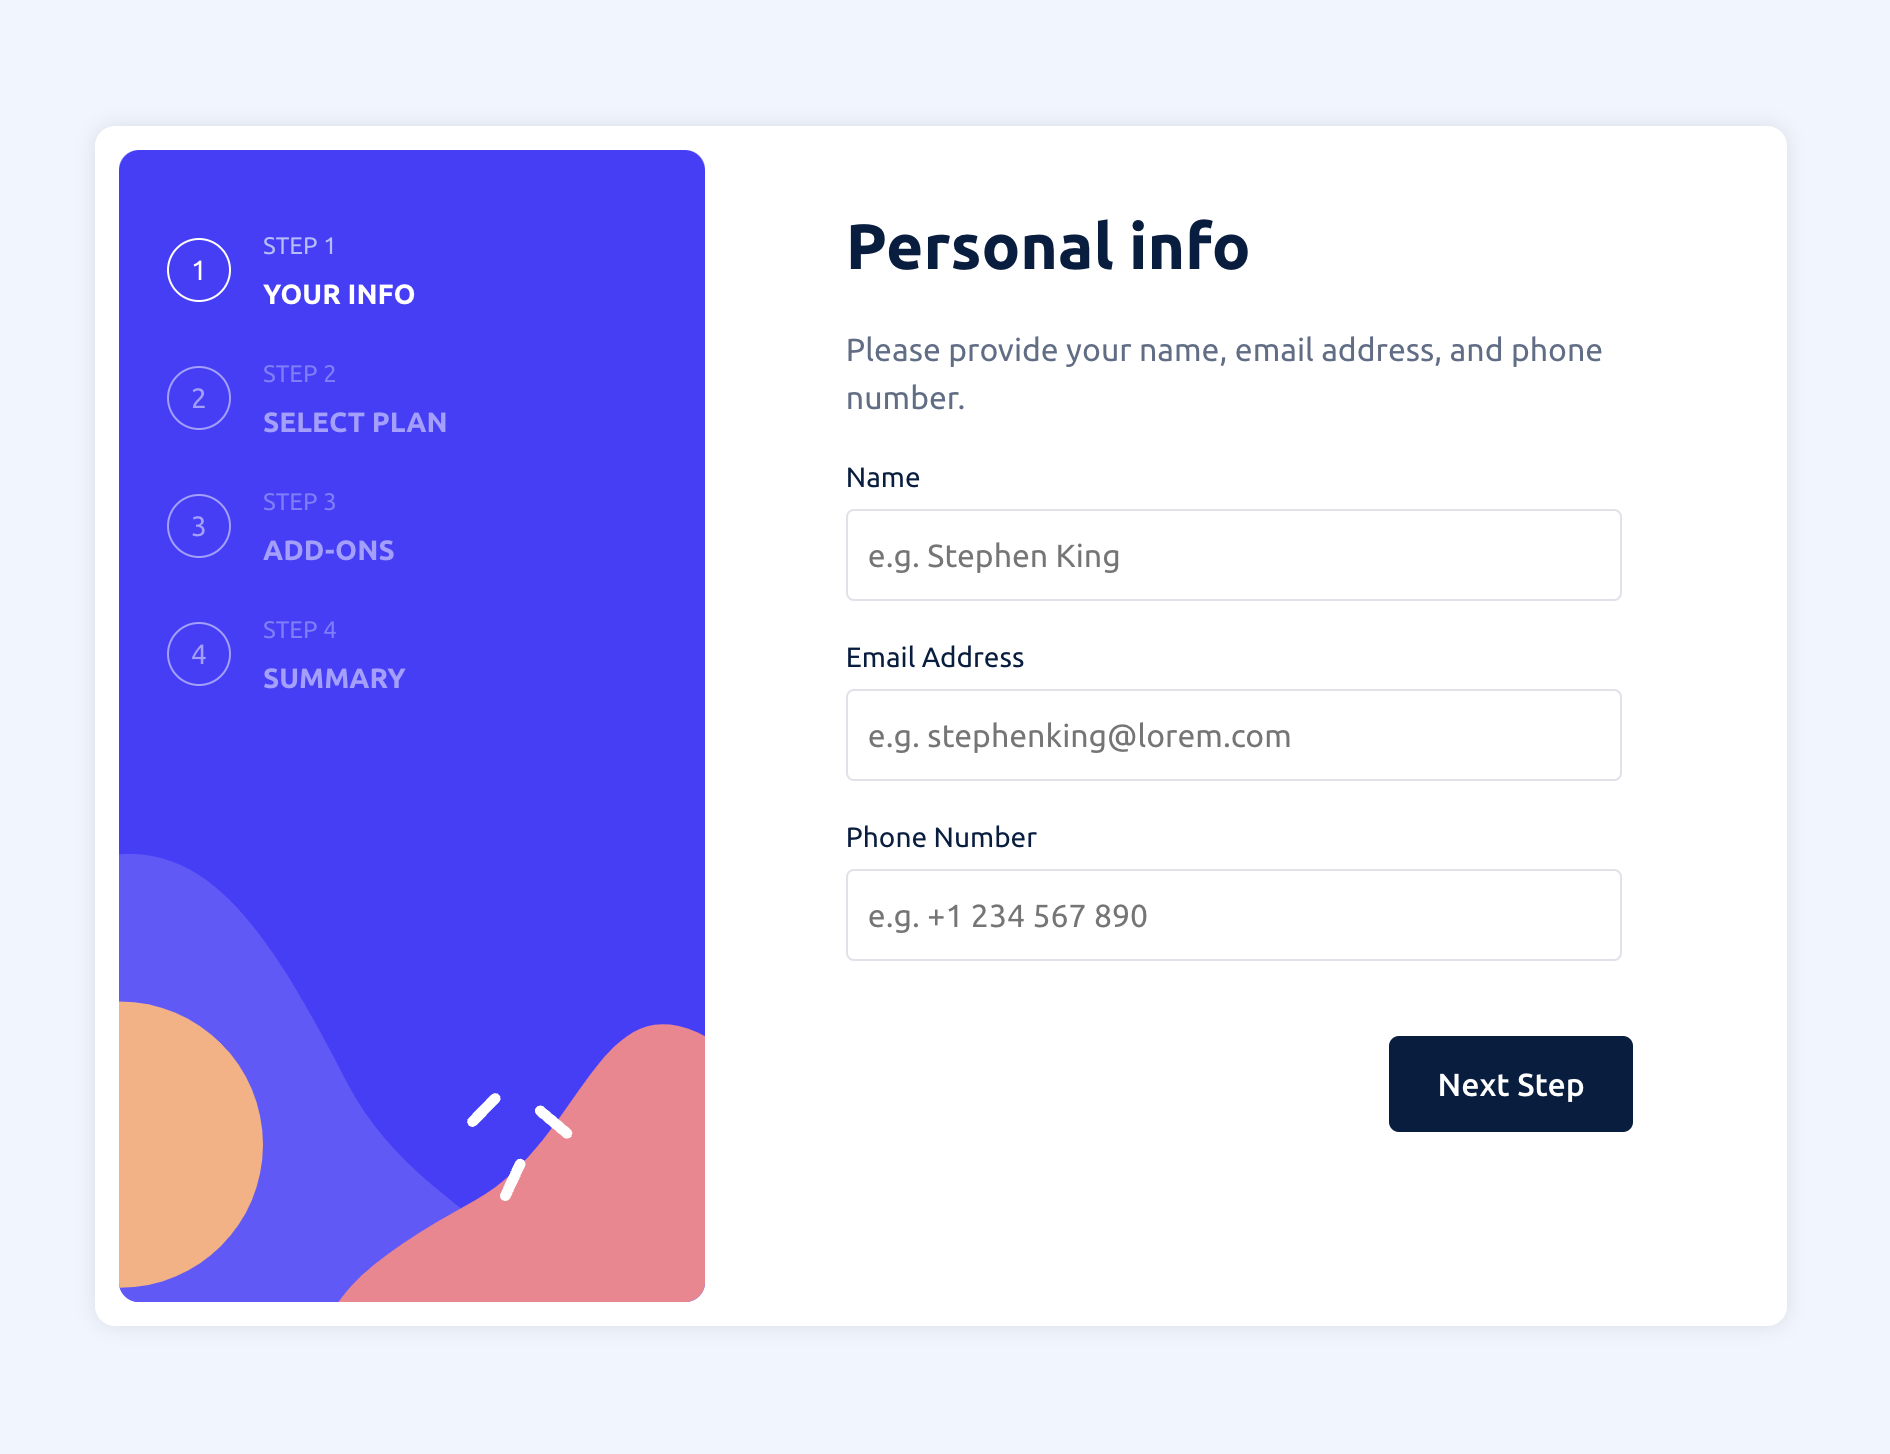 1
STEP 1
YOUR INFO
2
STEP 2
SELECT PLAN
3
STEP 3
ADD-ONS
4
STEP 4
SUMMARY
Personal info
Please provide your name, email address, and phone
number.
Name
e.g. Stephen King
Email Address
e.g. stephenking@lorem.com
Phone Number
e.g. +1 234 567 890
Next Step